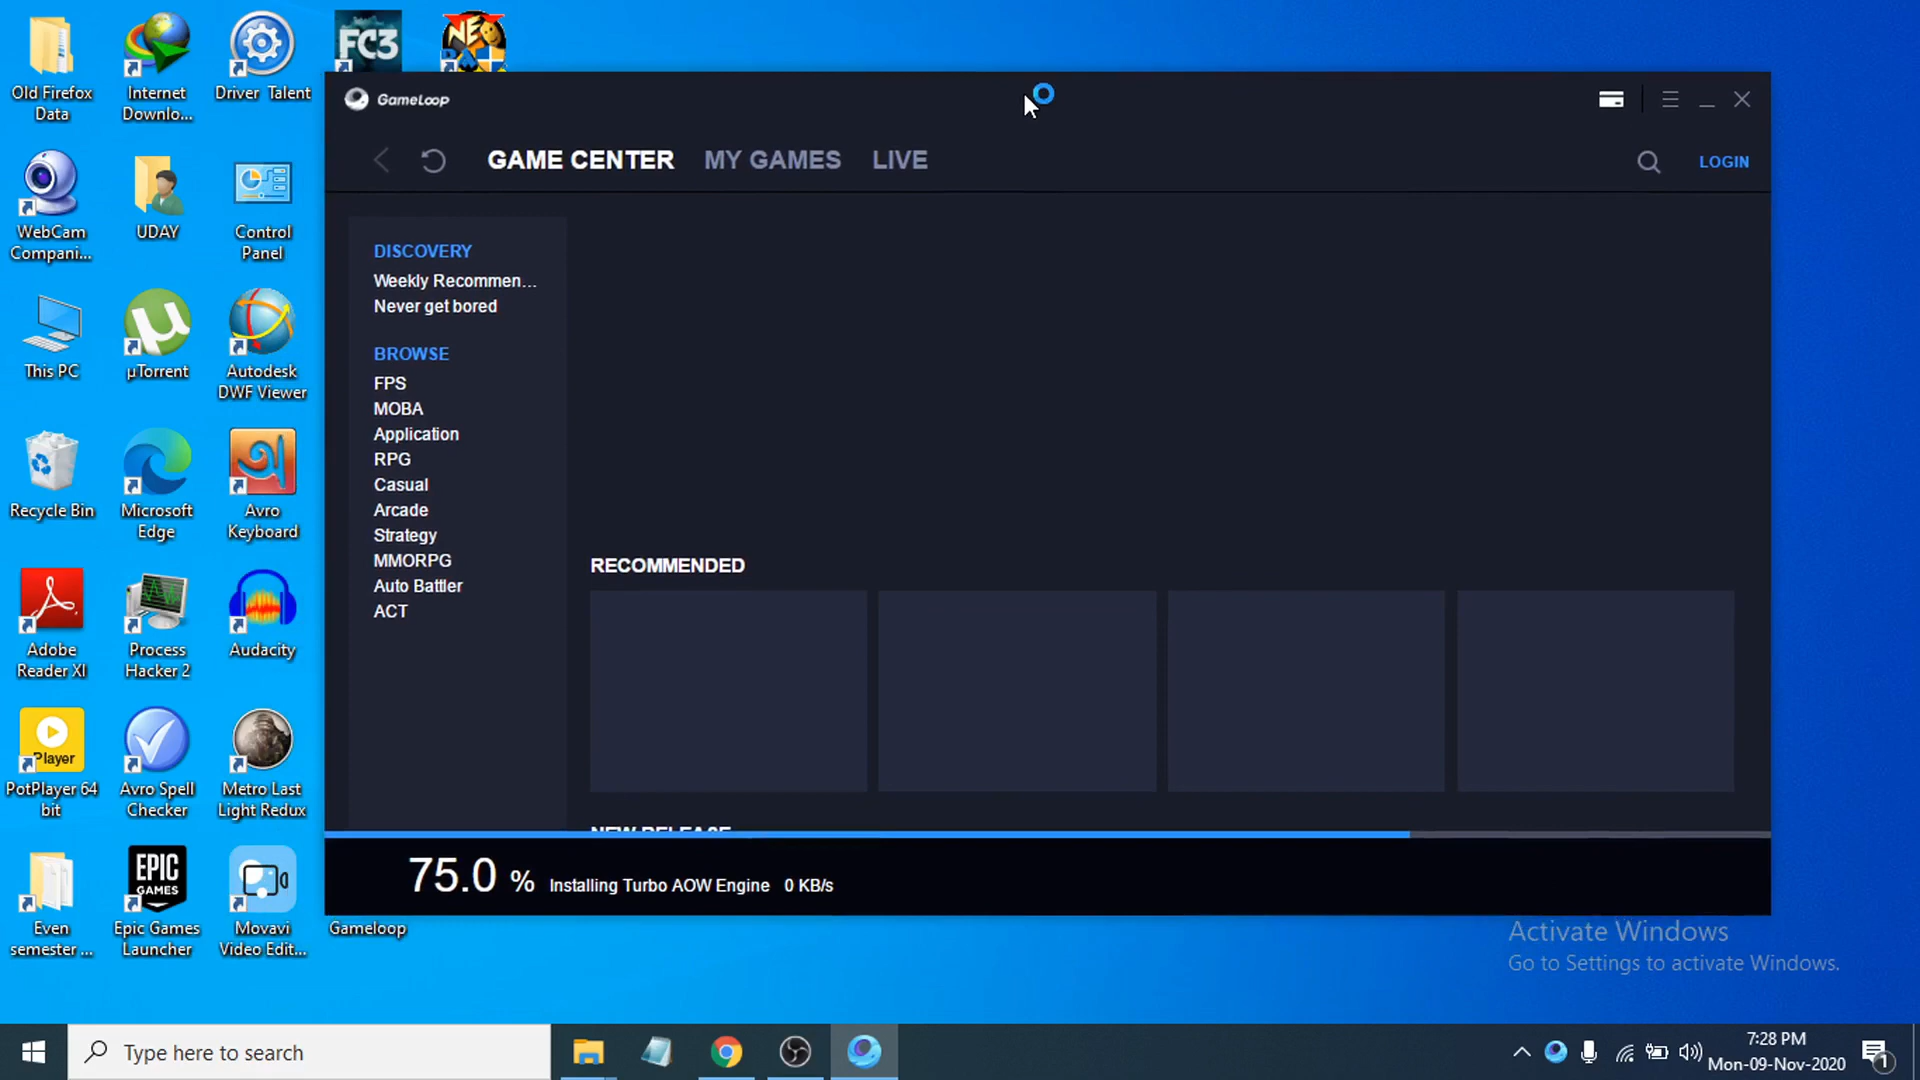 Old Firefox
Data
Internet
Downlo...
Driver Talent
FC3
NEO
WebCam
Compani...
UDAY
Control
Panel
This PC
µTorrent
Autodesk
DWF Viewer
Recycle Bin
Microsoft
Edge
Avro
Keyboard
Adobe
Reader XI
Process
Hacker 2
Audacity
Player
PotPlayer 64
bit
Avro Spell
Checker
Metro Last
Light Redux
Even
semester ...
EPIC
GAMES
Epic Games
Launcher
Movavi
Video Edit...
Gameloop
GameLoop
GAME CENTER
MY GAMES
LIVE
LOGIN
DISCOVERY
Weekly Recommen...
Never get bored
BROWSE
FPS
MOBA
Application
RPG
Casual
Arcade
Strategy
MMORPG
Auto Battler
ACT
RECOMMENDED
NEW RELEASE
75.0 % Installing Turbo AOW Engine 0 KB/s
Activate Windows
Go to Settings to activate Windows.
Type here to search
7:28 PM
Mon-09-Nov-2020
1